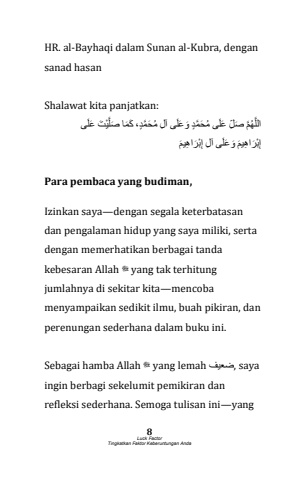 HR. al-Bayhaqi dalam Sunan al-Kubra, dengan
sanad hasan
Shalawat kita panjatkan:
اللَّهُمَّ صَلِّ عَلَى مُحَمَّدٍ وَعَلَى آلِ مُحَمَّدٍ، كَمَا صَلَّيْتَ عَلَى
إِبْرَاهِيمَ وَعَلَى آلِ إِبْرَاهِيمَ
Para pembaca yang budiman,
Izinkan saya—dengan segala keterbatasan
dan pengalaman hidup yang saya miliki, serta
dengan memerhatikan berbagai tanda
kebesaran Allah ﷻ yang tak terhitung
jumlahnya di sekitar kita—mencoba
menyampaikan sedikit ilmu, buah pikiran, dan
perenungan sederhana dalam buku ini.
Sebagai hamba Allah ﷻ yang lemah ضعيف, saya
ingin berbagi sekelumit pemikiran dan
refleksi sederhana. Semoga tulisan ini—yang
8
Luck Factor
Tingkatkan Faktor Keberuntungan Anda